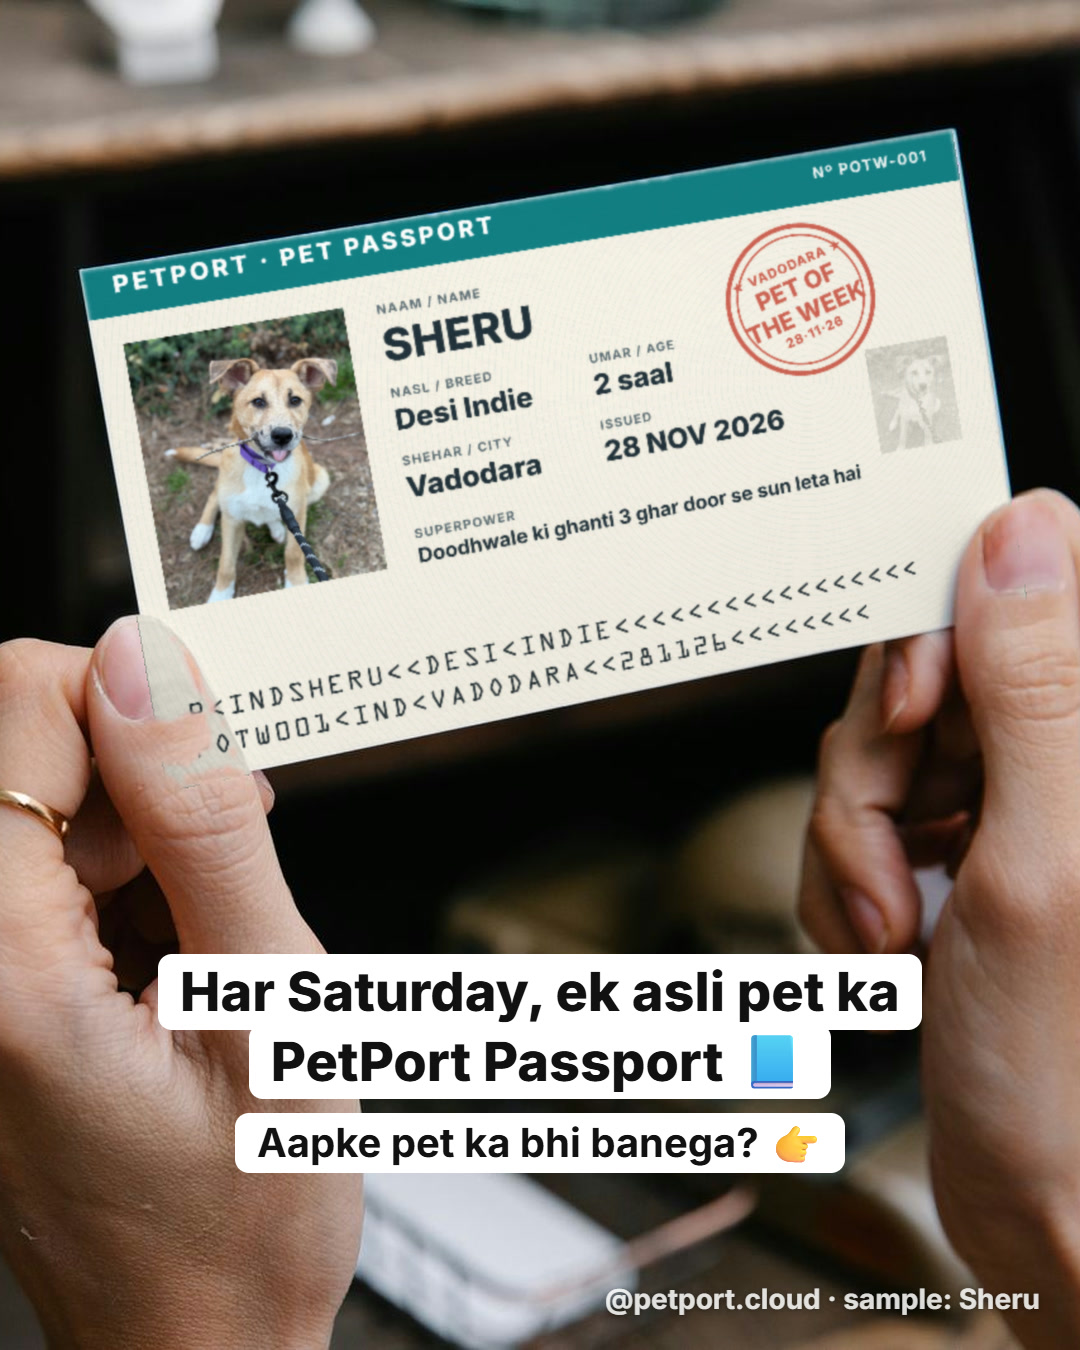 PETPORT · PET PASSPORT
Nº POTW-001
NAAM / NAME
SHERU
NASL / BREED
Desi Indie
UMAR / AGE
2 saal
SHEHAR / CITY
Vadodara
ISSUED
28 NOV 2026
SUPERPOWER
Doodhwale ki ghanti 3 ghar door se sun leta hai
★ VADODARA ★
PET OF
THE WEEK
28·11·26
P<INDSHERU<<DESI<INDIE<<<<<<<<<<<<<<<<<<
OTW001<IND<VADODARA<<281126<<<<<<<<
Har Saturday, ek asli pet ka
PetPort Passport 📘
Aapke pet ka bhi banega? 👉
@petport.cloud · sample: Sheru